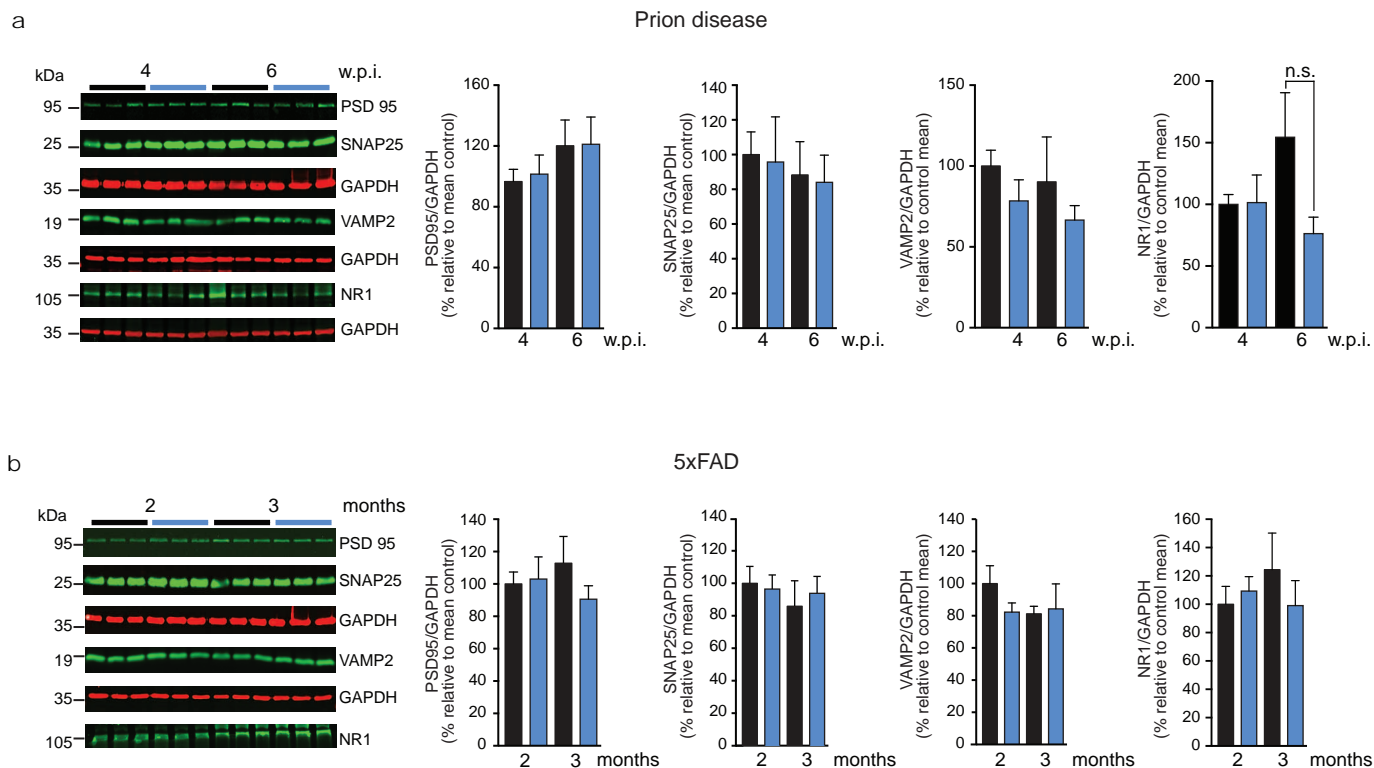 a
Prion disease
kDa
4
6
w.p.i.
95
PSD 95
25
SNAP25
35
GAPDH
19
VAMP2
35
GAPDH
105
NR1
35
GAPDH
PSD95/GAPDH
(% relative to mean control)
160
120
80
40
0
4
6
w.p.i.
SNAP25/GAPDH
(% relative to mean control)
140
120
100
80
60
40
20
0
4
6
w.p.i.
VAMP2/GAPDH
(% relative to control mean)
150
100
50
0
4
6
w.p.i.
NR1/GAPDH
(% relative to control mean)
200
150
100
50
0
n.s.
4
6
w.p.i.
b
5xFAD
kDa
2
3
months
95
PSD 95
25
SNAP25
35
GAPDH
19
VAMP2
35
GAPDH
105
NR1
PSD95/GAPDH
(% relative to mean control)
140
120
100
80
60
40
20
0
2
3
months
SNAP25/GAPDH
(% relative to mean control)
140
120
100
80
60
40
20
0
2
3
months
VAMP2/GAPDH
(% relative to control mean)
140
120
100
80
60
40
20
0
2
3
months
NR1/GAPDH
(% relative to control mean)
160
140
120
100
80
60
40
20
0
2
3
months